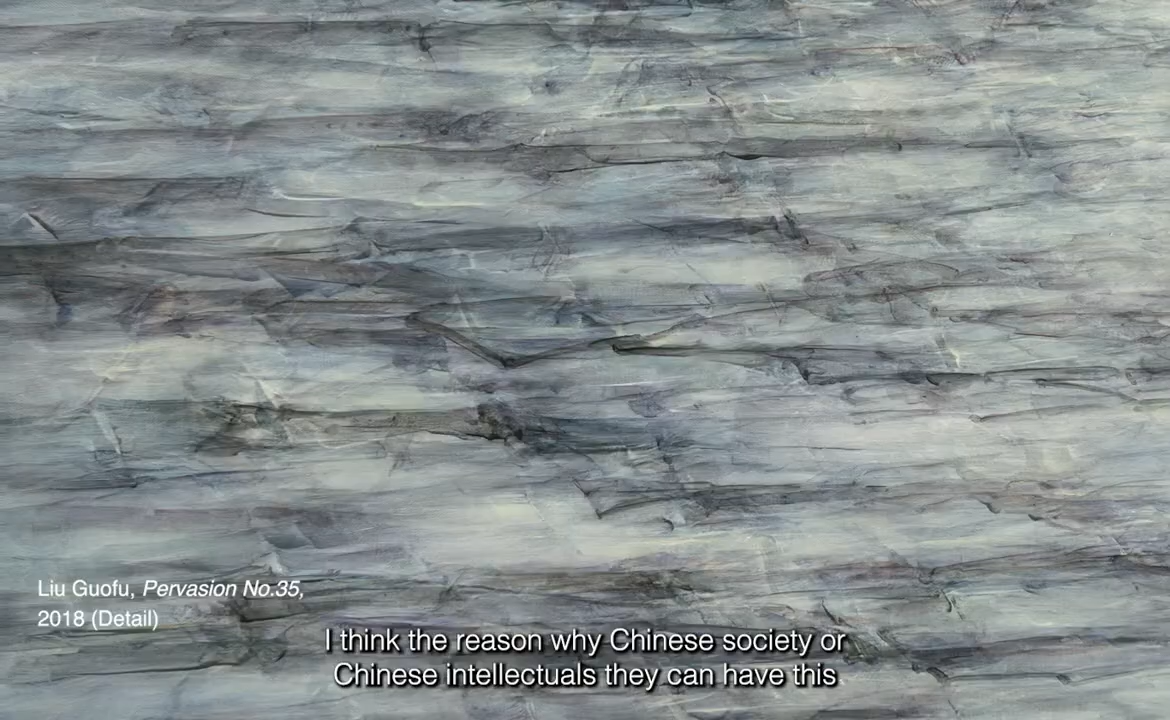 Liu Guofu, Pervasion No.35,
2018 (Detail)
I think the reason why Chinese society or
Chinese intellectuals they can have this